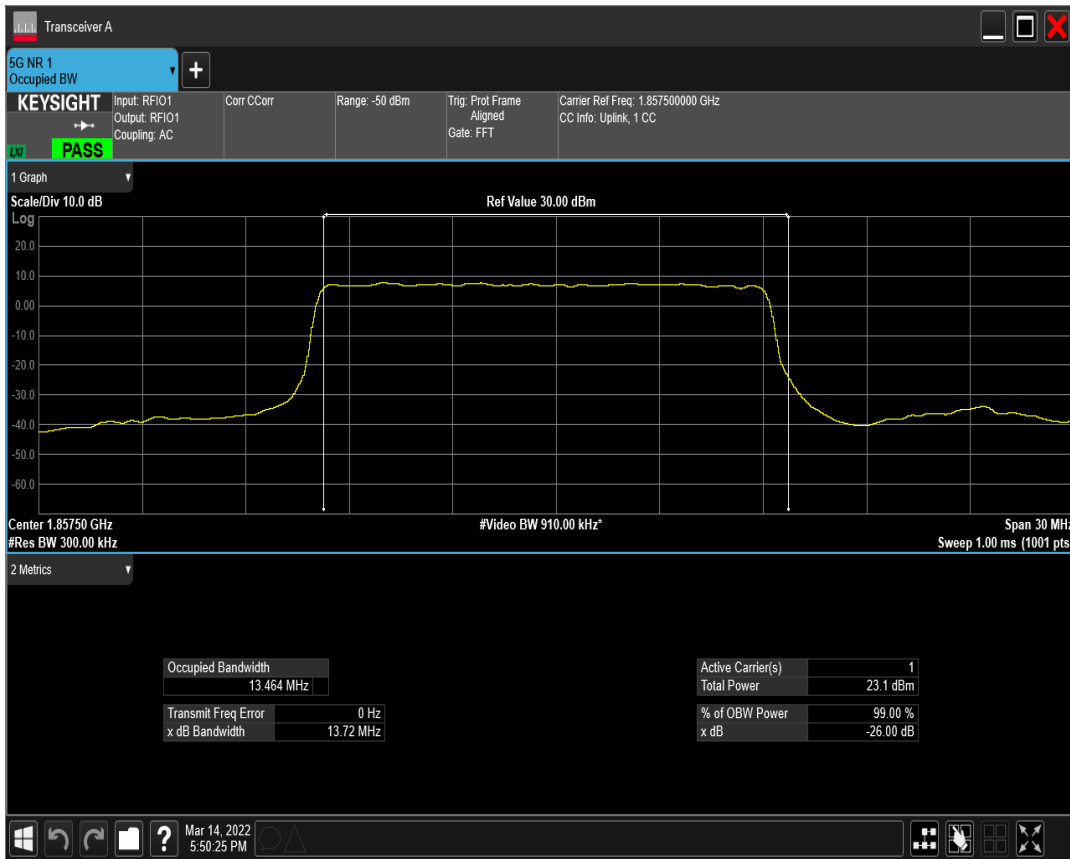 Transceiver A
5G NR 1
Occupied BW
KEYSIGHT
LXI
PASS
Input: RFIO1
Output: RFIO1
Coupling: AC
Corr CCorr
Range: -50 dBm
Trig: Prot Frame
Aligned
Gate: FFT
Carrier Ref Freq: 1.857500000 GHz
CC Info: Uplink, 1 CC
1 Graph
Scale/Div 10.0 dB
Ref Value 30.00 dBm
Log
20.0
10.0
0.00
-10.0
-20.0
-30.0
-40.0
-50.0
-60.0
Center 1.85750 GHz
#Video BW 910.00 kHz*
Span 30 MHz
#Res BW 300.00 kHz
Sweep 1.00 ms (1001 pts
2 Metrics
Occupied Bandwidth
13.464 MHz
Transmit Freq Error 0 Hz
x dB Bandwidth 13.72 MHz
Active Carrier(s) 1
Total Power 23.1 dBm
% of OBW Power 99.00 %
x dB -26.00 dB
?
Mar 14, 2022
5:50:25 PM